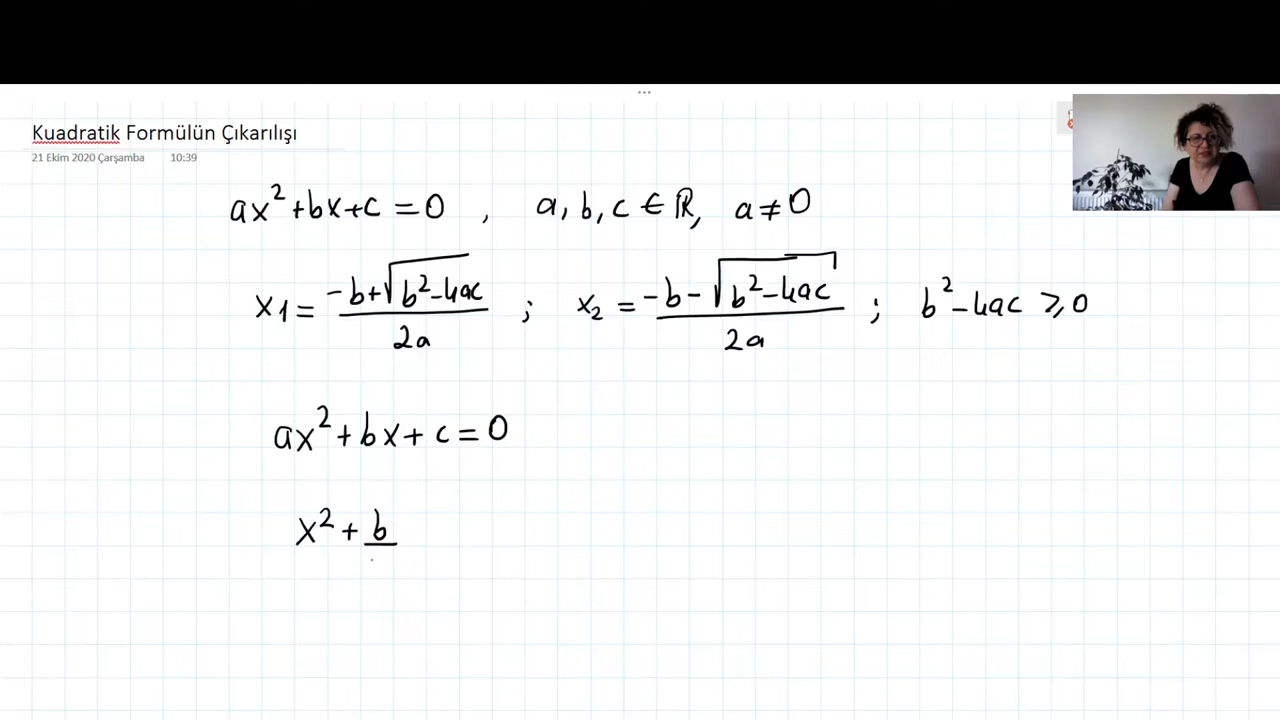 ...
Kuadratik Formülün Çıkarılışı
21 Ekim 2020 Çarşamba 10:39
ax² + bx + c = 0 , a, b, c ∈ ℝ, a ≠ 0
x₁ = (-b + √(b² - 4ac)) / 2a ; x₂ = (-b - √(b² - 4ac)) / 2a ; b² - 4ac ≥ 0
ax² + bx + c = 0
x² + b/